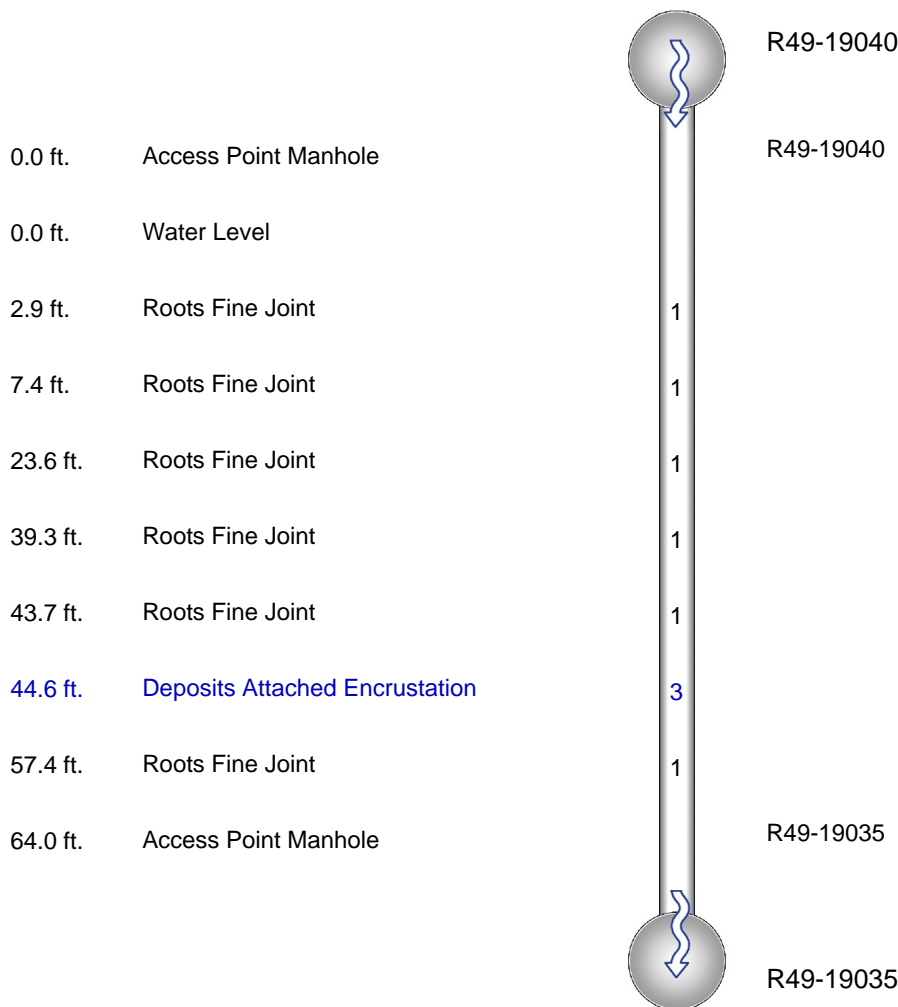 R49-19040
0.0 ft. Access Point Manhole R49-19040
0.0 ft. Water Level
2.9 ft. Roots Fine Joint 1
7.4 ft. Roots Fine Joint 1
23.6 ft. Roots Fine Joint 1
39.3 ft. Roots Fine Joint 1
43.7 ft. Roots Fine Joint 1
44.6 ft. Deposits Attached Encrustation 3
57.4 ft. Roots Fine Joint 1
64.0 ft. Access Point Manhole R49-19035
R49-19035